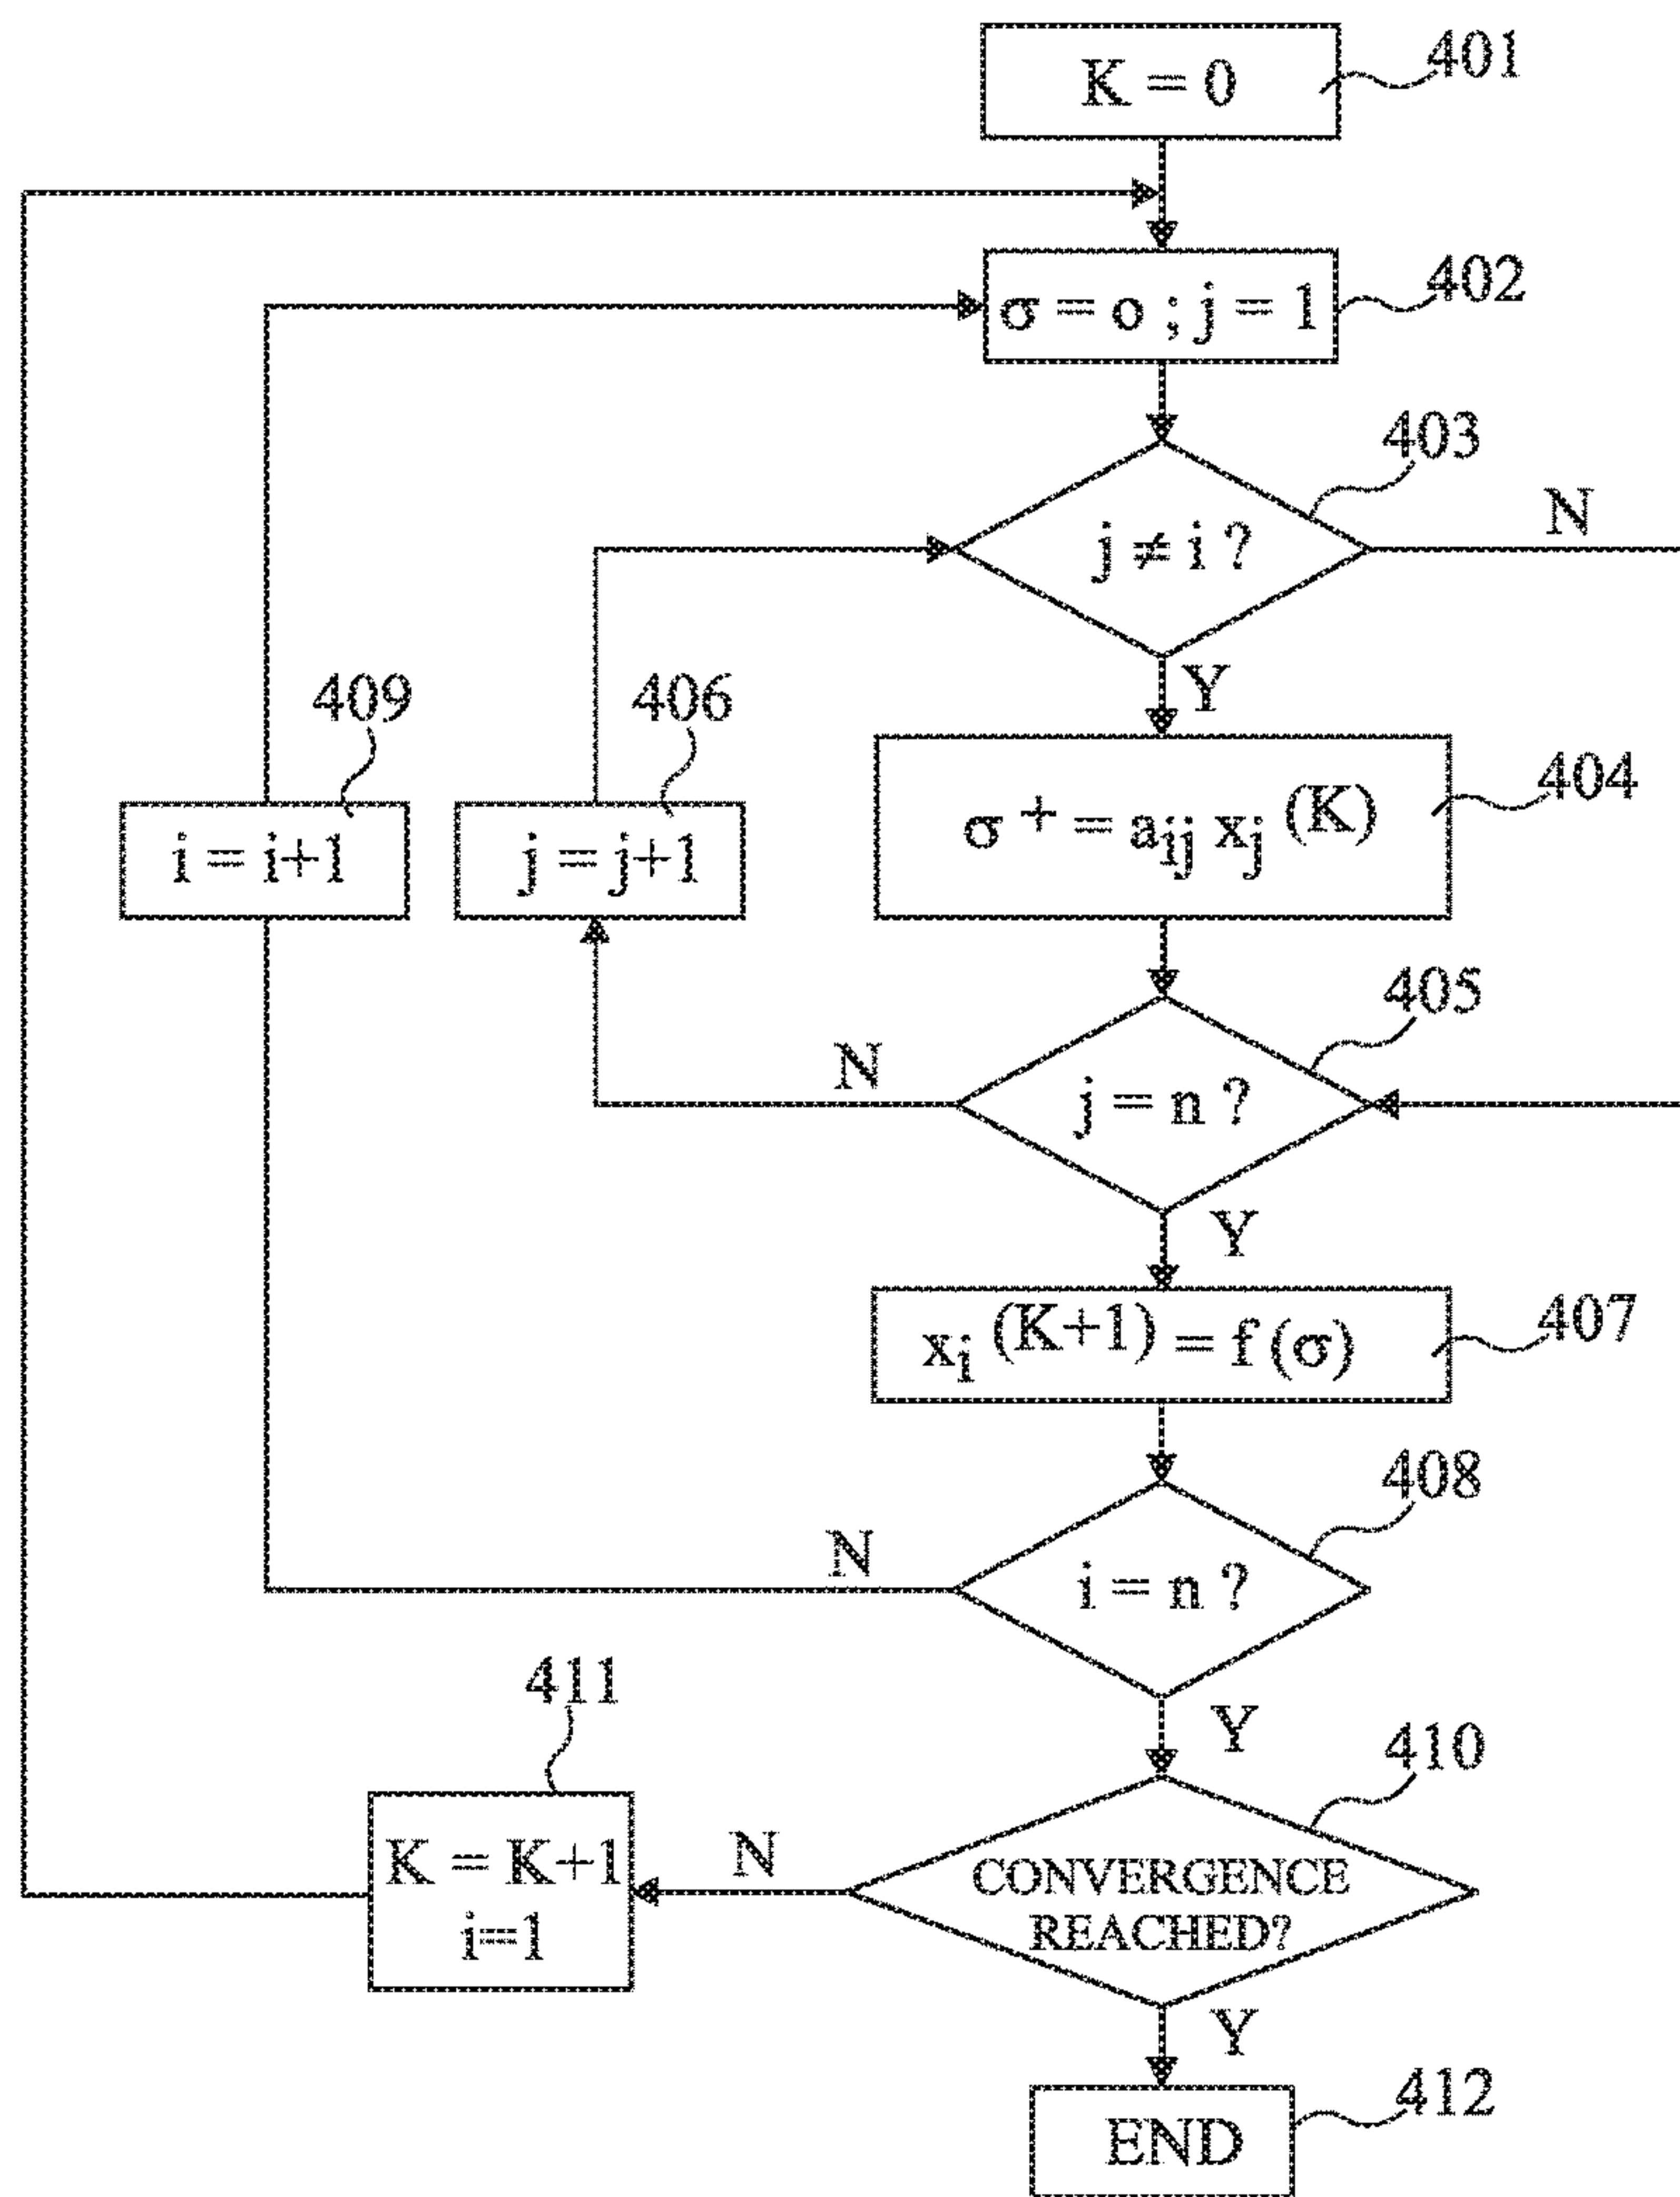 K = 0
401
σ = o ; j = 1
402
403
j ≠ i ?
N
Y
409
406
i = i+1
j = j+1
σ + = aij xj (K)
404
405
N
j = n ?
Y
xi (K+1) = f (σ)
407
408
N
i = n ?
Y
411
410
K = K+1
i=1
N
CONVERGENCE
REACHED?
Y
412
END